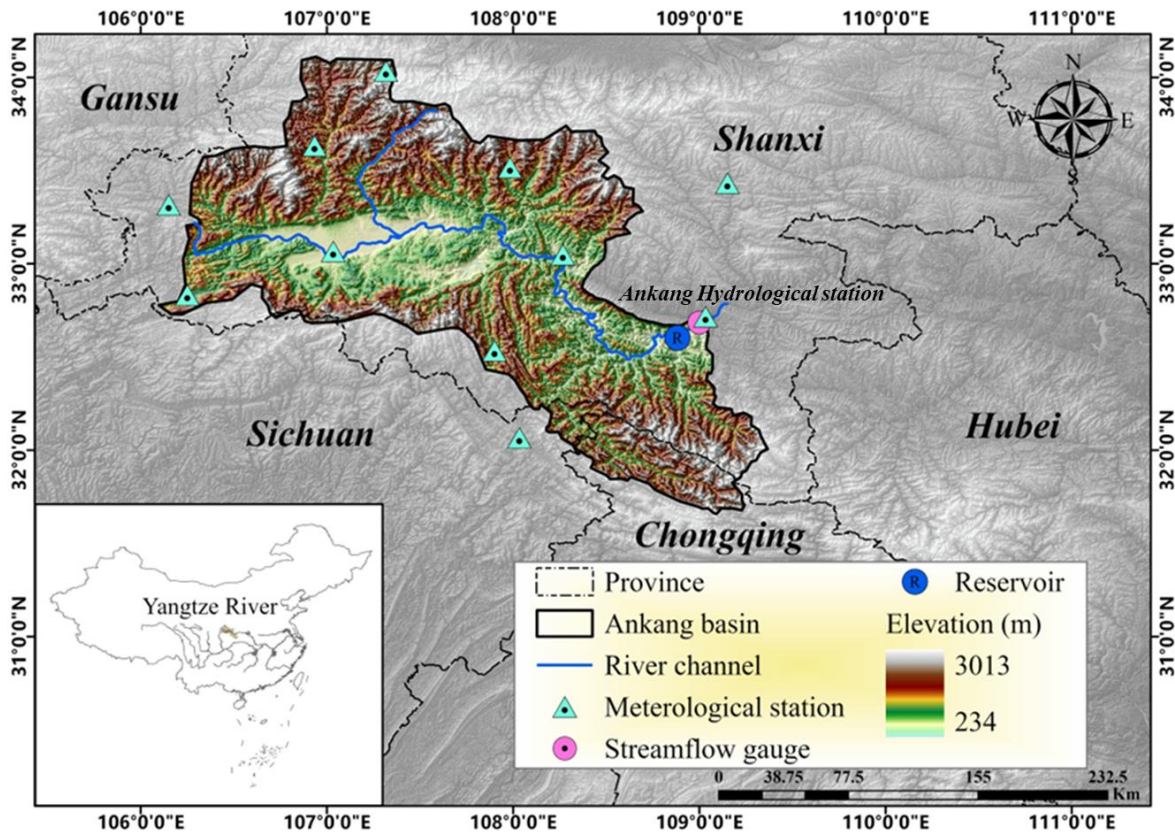 106°0'0"E 107°0'0"E 108°0'0"E 109°0'0"E 110°0'0"E 111°0'0"E
34°0'0"N
34°0'0"N
33°0'0"N
33°0'0"N
32°0'0"N
32°0'0"N
31°0'0"N
31°0'0"N
N
W
E
S
Gansu
Shanxi
Ankang Hydrological station
R
Sichuan
Hubei
Chongqing
Yangtze River
Province
Ankang basin
River channel
Meterological station
Streamflow gauge
R Reservoir
Elevation (m)
3013
234
0 38.75 77.5 155 232.5
Km
106°0'0"E 107°0'0"E 108°0'0"E 109°0'0"E 110°0'0"E 111°0'0"E